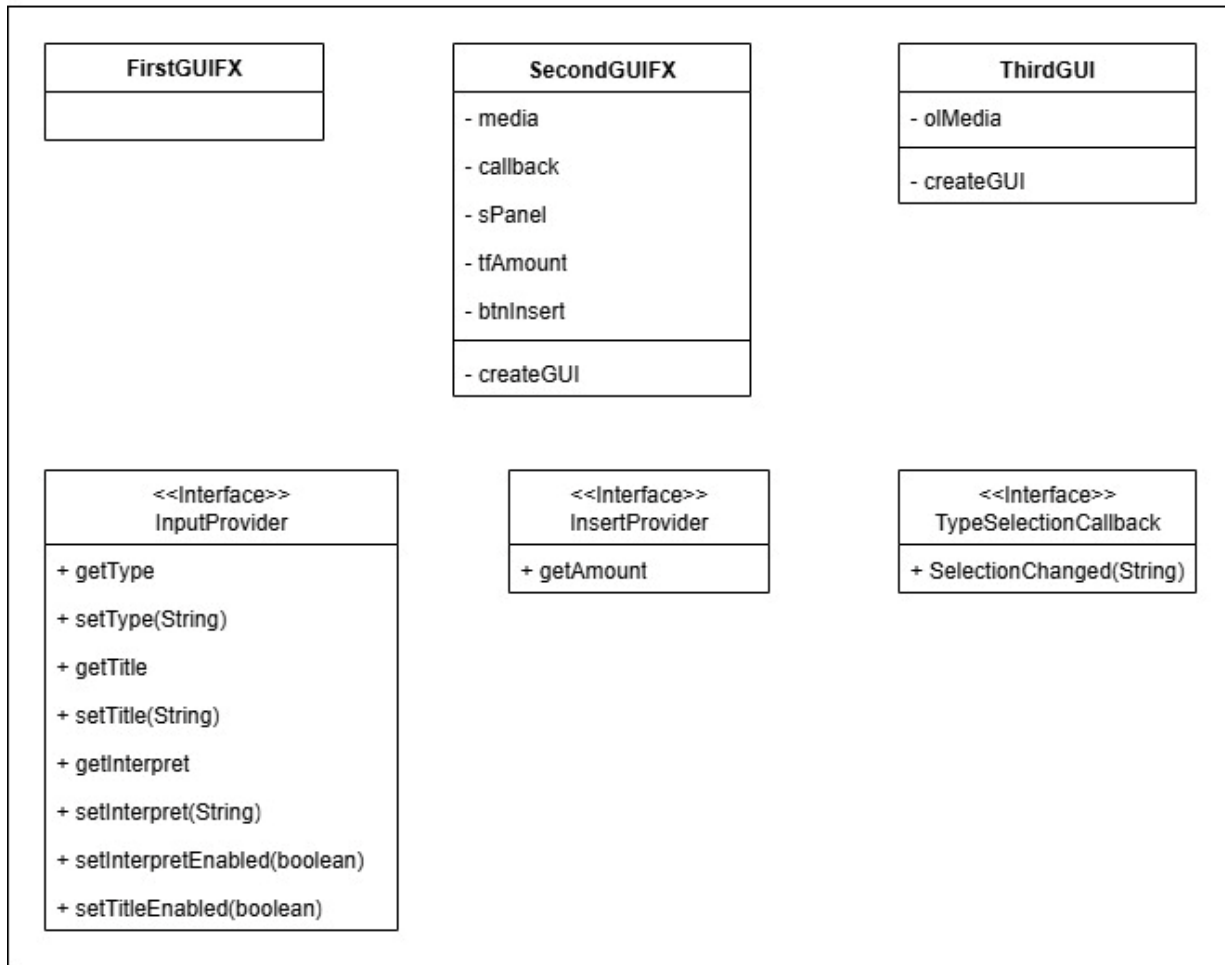 FirstGUIFX
SecondGUIFX
- media
- callback
- sPanel
- tfAmount
- btnInsert
- createGUI
ThirdGUI
- olMedia
- createGUI
<<Interface>>
InputProvider
+ getType
+ setType(String)
+ getTitle
+ setTitle(String)
+ getInterpret
+ setInterpret(String)
+ setInterpretEnabled(boolean)
+ setTitleEnabled(boolean)
<<Interface>>
InsertProvider
+ getAmount
<<Interface>>
TypeSelectionCallback
+ SelectionChanged(String)